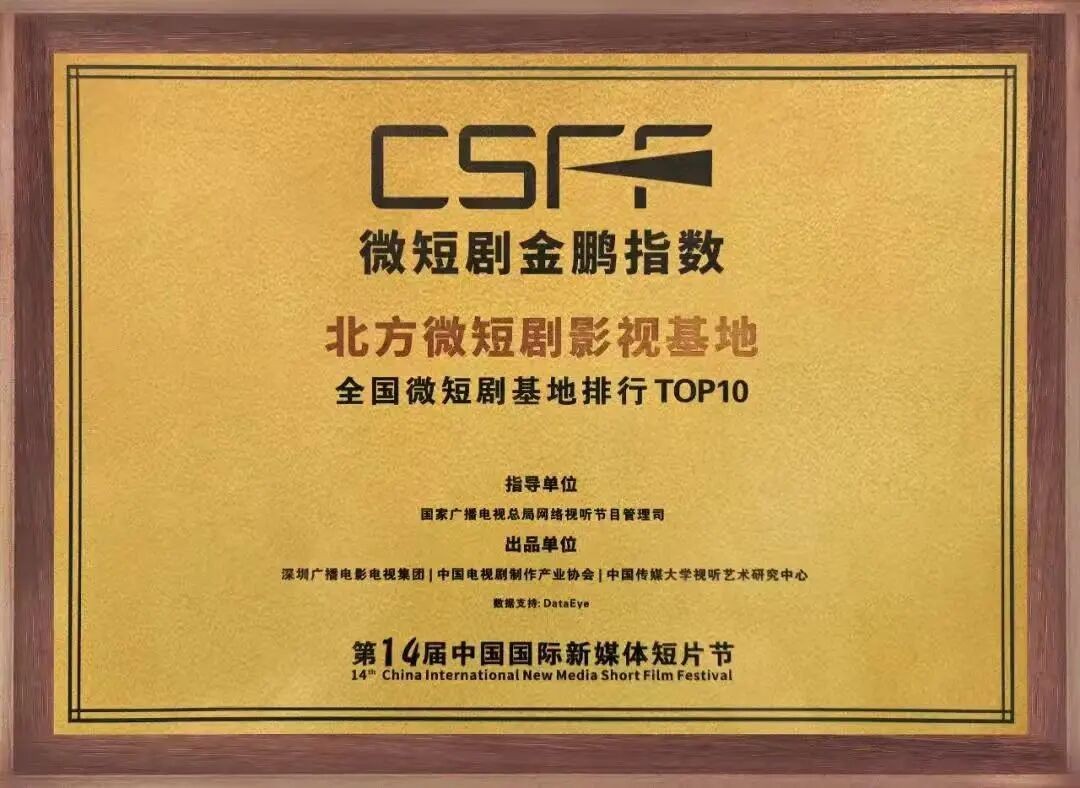 CSFF
微短剧金鹏指数
北方微短剧影视基地
全国微短剧基地排行 TOP10
指导单位
国家广播电视总局网络视听节目管理司
出品单位
深圳广播电影电视集团 | 中国电视剧制作产业协会 | 中国传媒大学视听艺术研究中心
数据支持: DataEye
第14届中国国际新媒体短片节
14th China International New Media Short Film Festival